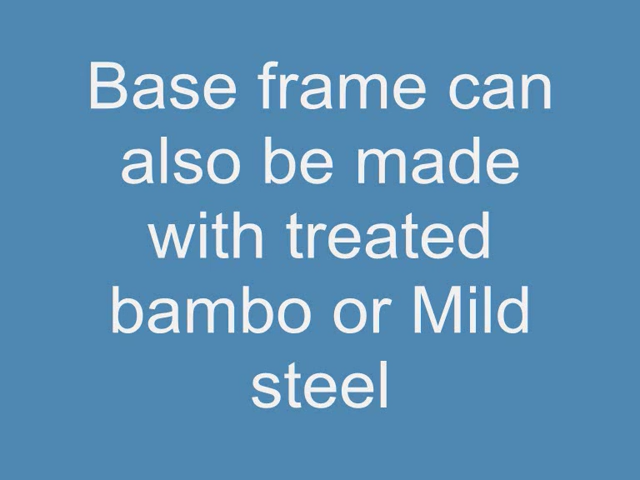 Base frame can
also be made
with treated
bambo or Mild
steel